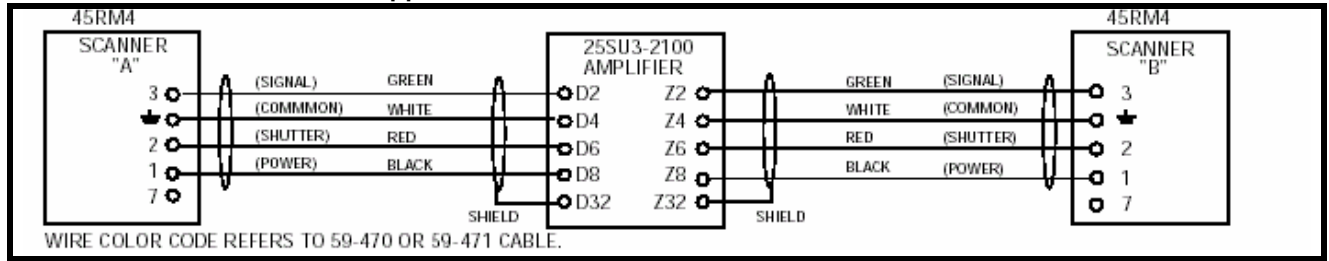 45RM4
45RM4
SCANNER
"A"
25SU3-2100
AMPLIFIER
SCANNER
"B"
3 (SIGNAL) GREEN D2 Z2 GREEN (SIGNAL) 3
(COMMMON) WHITE D4 Z4 WHITE (COMMON)
2 (SHUTTER) RED D6 Z6 RED (SHUTTER) 2
1 (POWER) BLACK D8 Z8 BLACK (POWER) 1
7 SHIELD D32 Z32 SHIELD 7
WIRE COLOR CODE REFERS TO 59-470 OR 59-471 CABLE.